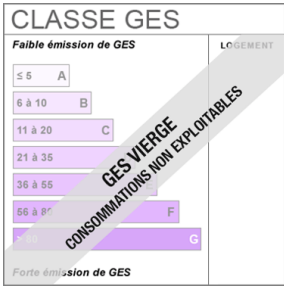 CLASSE GES
Faible émission de GES
LOGEMENT
≤ 5 A
6 à 10 B
11 à 20 C
21 à 35
36 à 55
56 à 80 F
G
GES VIERGE
CONSOMMATIONS NON EXPLOITABLES
Forte émission de GES